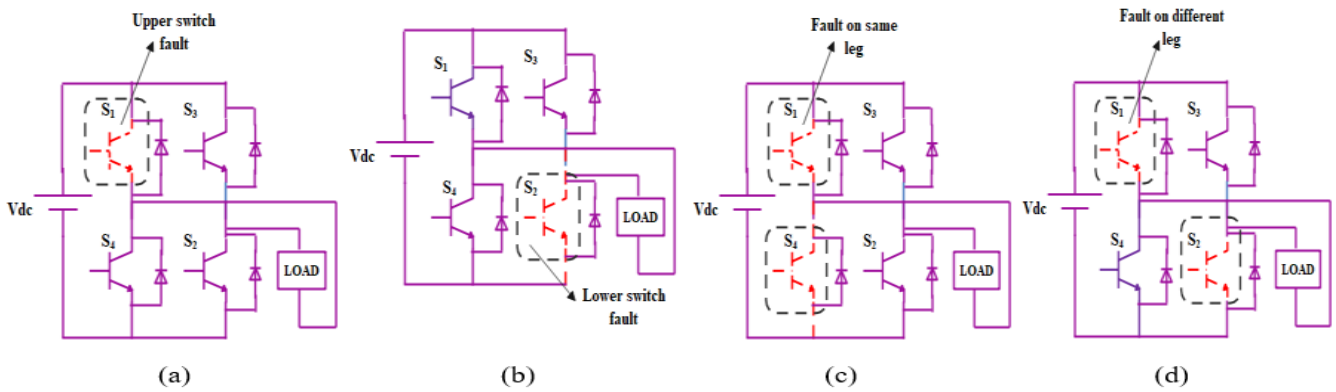 Upper switch
fault
S1
S3
Vdc
S4
S2
LOAD
(a)
S1
S3
Vdc
S4
S2
LOAD
Lower switch
fault
(b)
Fault on same
leg
S1
S3
Vdc
S4
S2
LOAD
(c)
Fault on different
leg
S1
S3
Vdc
S4
S2
LOAD
(d)